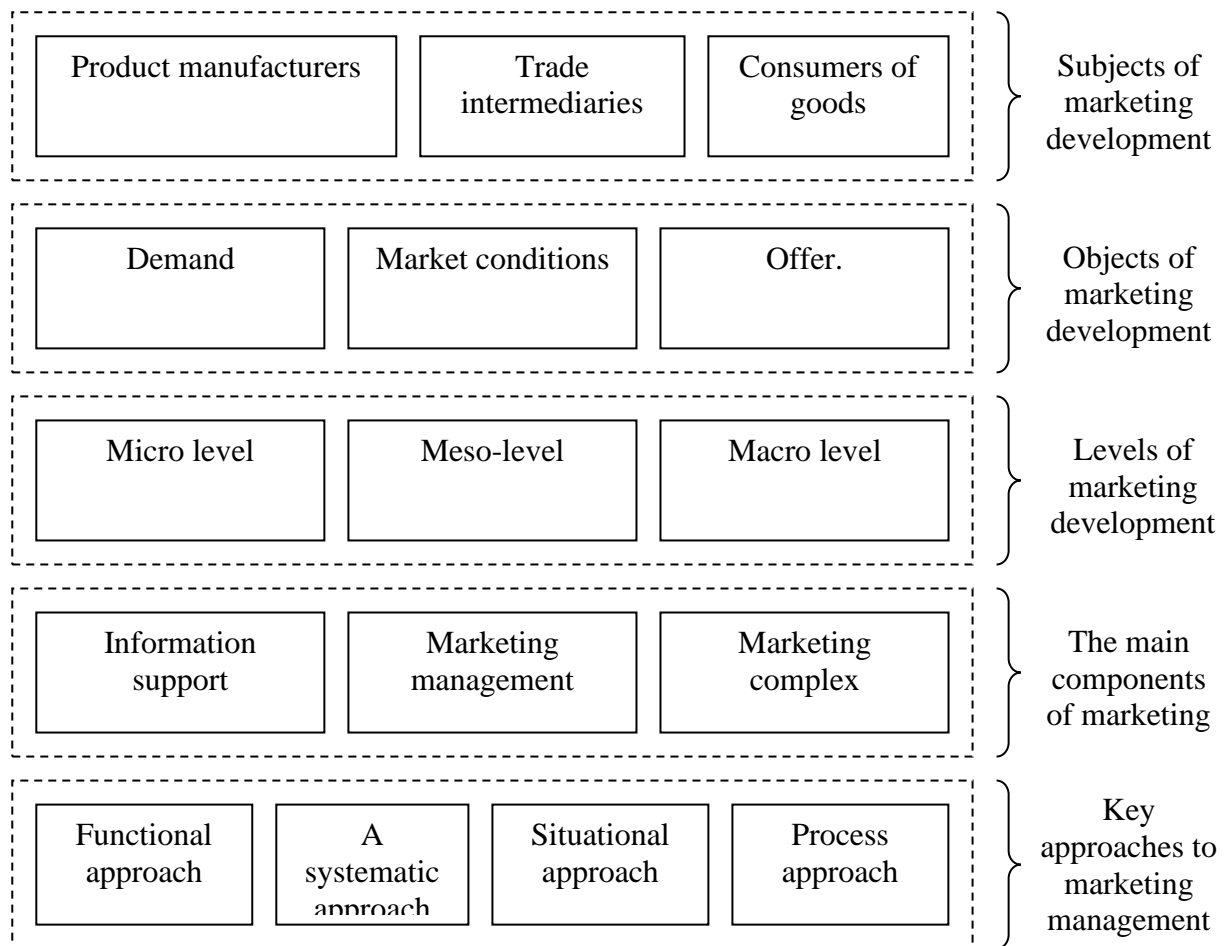 Product manufacturers
Trade
intermediaries
Consumers of
goods
Subjects of
marketing
development
Demand
Market conditions
Offer.
Objects of
marketing
development
Micro level
Meso-level
Macro level
Levels of
marketing
development
Information
support
Marketing
management
Marketing
complex
The main
components
of marketing
Functional
approach
A
systematic
approach
Situational
approach
Process
approach
Key
approaches to
marketing
management